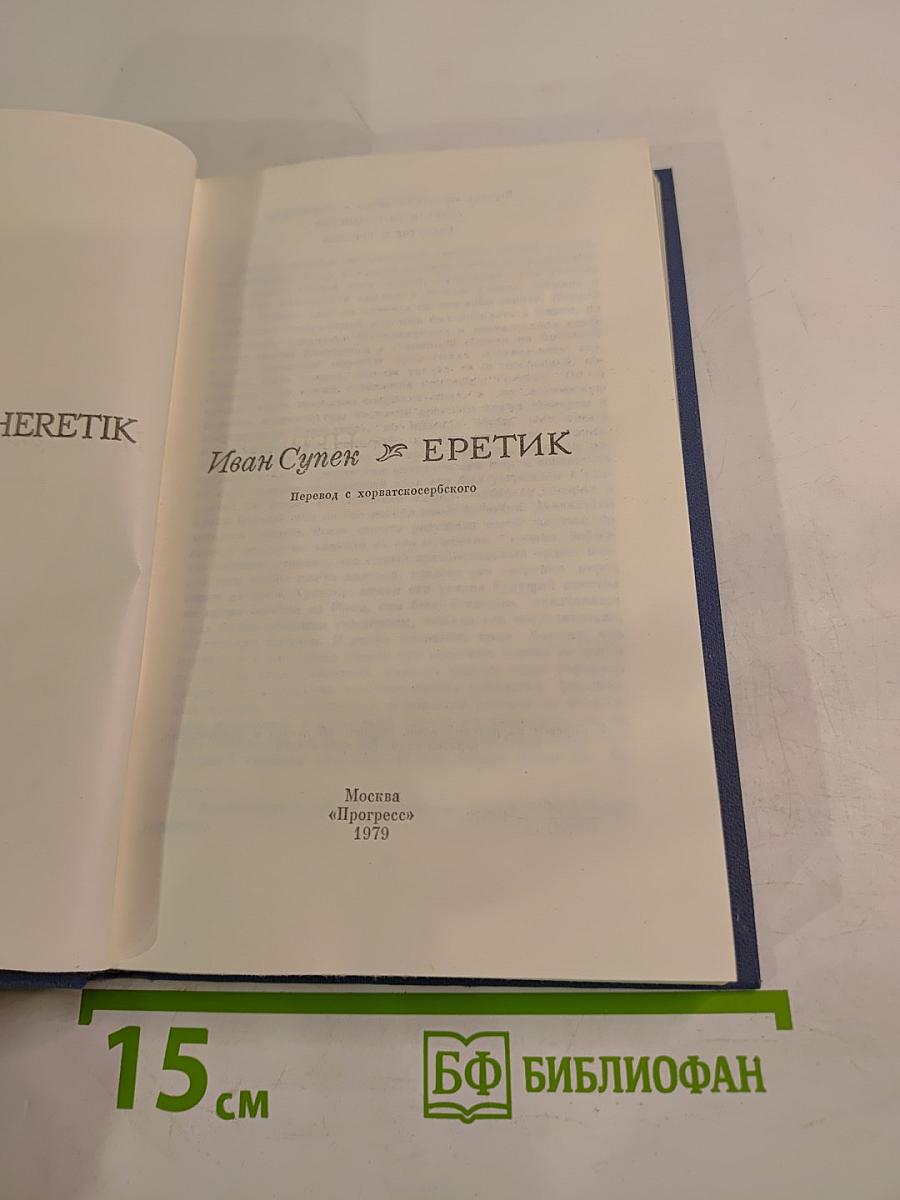 HERETIK
Иван Супек ЕРЕТИК
Перевод с хорватскосербского
Москва
«Прогресс»
1979
15 см
БФ БИБЛИОФАН